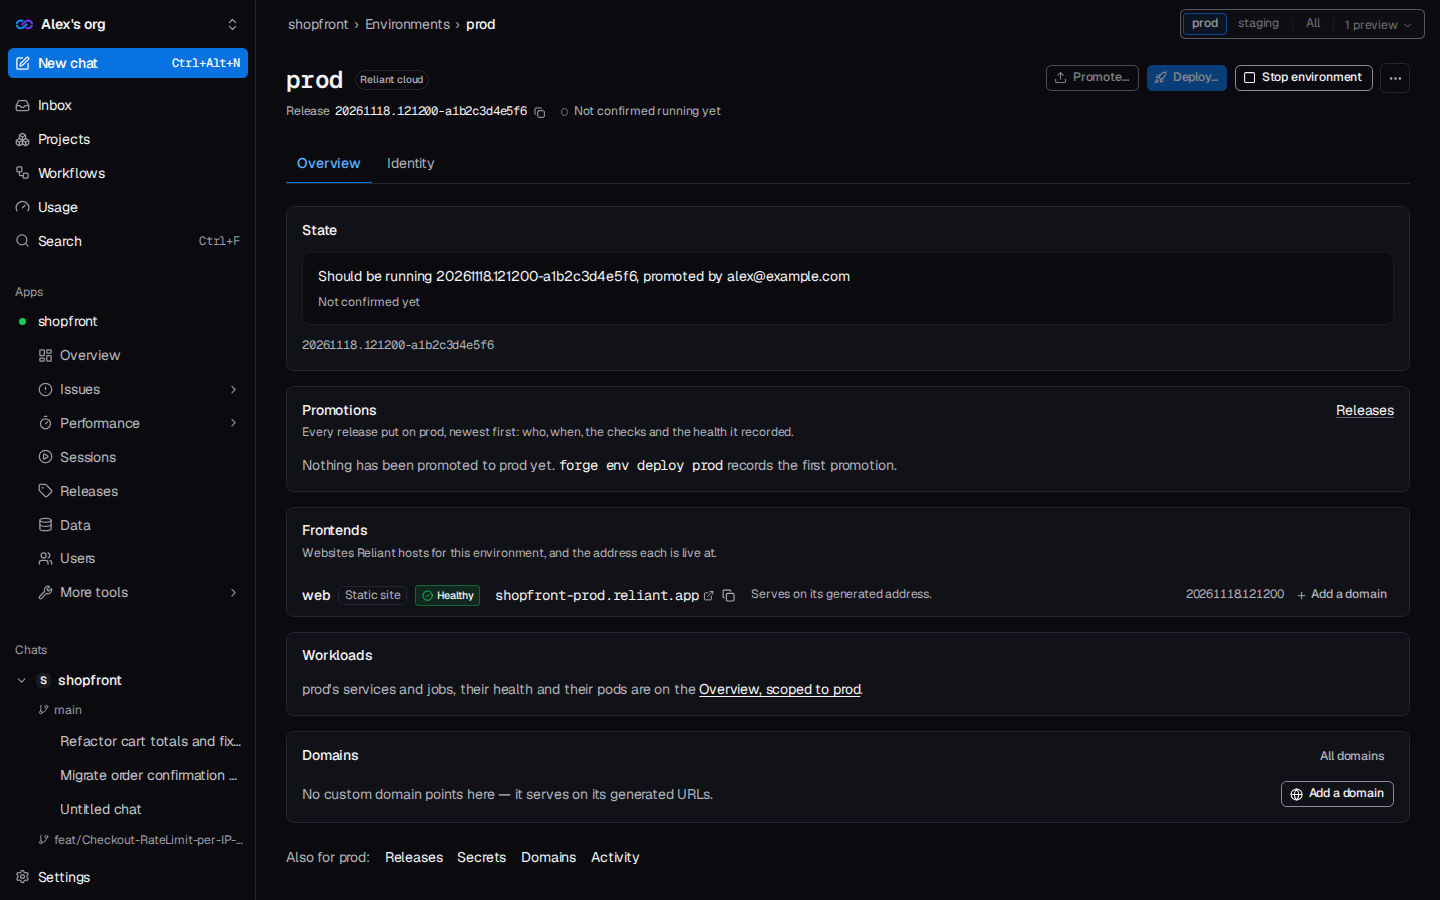 Alex's org
New chat Ctrl+Alt+N
Inbox
Projects
Workflows
Usage
Search Ctrl+F
Apps
shopfront
Overview
Issues
Performance
Sessions
Releases
Data
Users
More tools
Chats
S shopfront
main
Refactor cart totals and fix...
Migrate order confirmation ...
Untitled chat
feat/Checkout-RateLimit-per-IP-...
Settings
shopfront › Environments › prod
prod staging All 1 preview
prod Reliant cloud
Promote... Deploy... Stop environment ...
Release 20261118.121200-a1b2c3d4e5f6 Not confirmed running yet
Overview Identity
State
Should be running 20261118.121200-a1b2c3d4e5f6, promoted by alex@example.com
Not confirmed yet
20261118.121200-a1b2c3d4e5f6
Promotions Releases
Every release put on prod, newest first: who, when, the checks and the health it recorded.
Nothing has been promoted to prod yet. forge env deploy prod records the first promotion.
Frontends
Websites Reliant hosts for this environment, and the address each is live at.
web Static site Healthy shopfront-prod.reliant.app Serves on its generated address. 20261118.121200 + Add a domain
Workloads
prod's services and jobs, their health and their pods are on the Overview, scoped to prod.
Domains All domains
No custom domain points here — it serves on its generated URLs. Add a domain
Also for prod: Releases Secrets Domains Activity